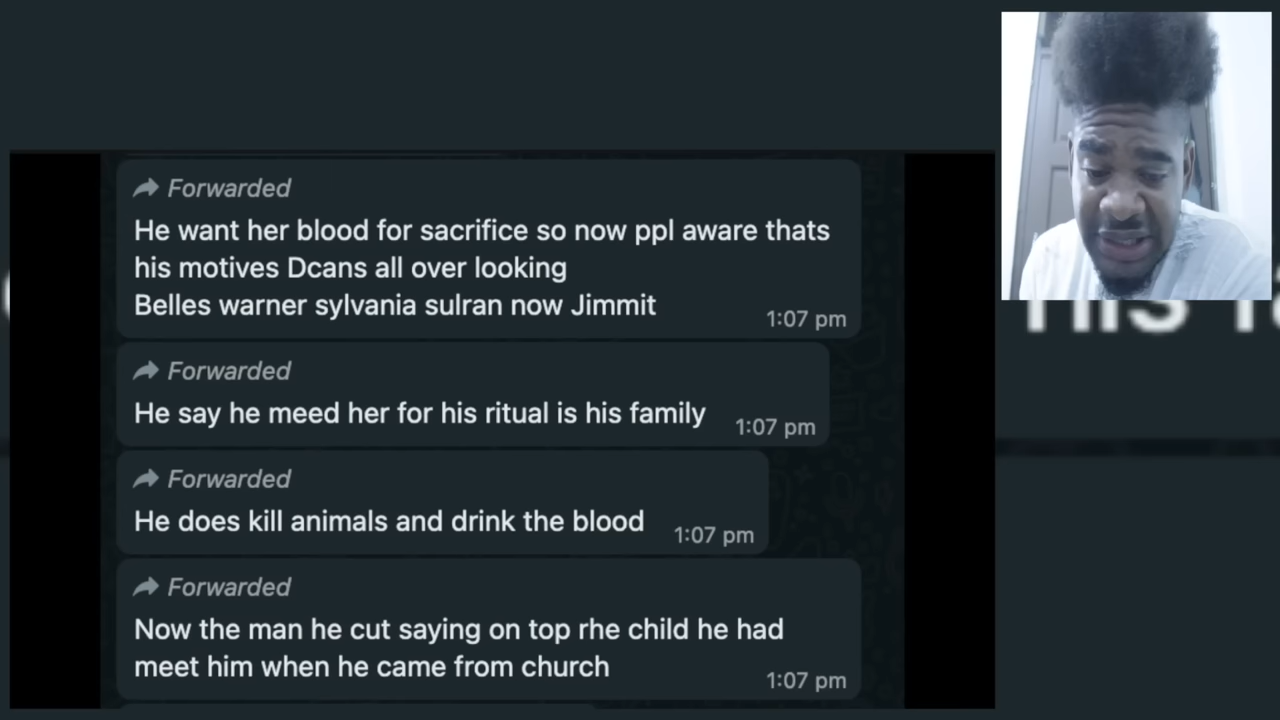 Forwarded
He want her blood for sacrifice so now ppl aware thats
his motives Dcans all over looking
Belles warner sylvania sulran now Jimmit
1:07 pm
Forwarded
He say he meed her for his ritual is his family
1:07 pm
Forwarded
He does kill animals and drink the blood
1:07 pm
Forwarded
Now the man he cut saying on top rhe child he had
meet him when he came from church
1:07 pm